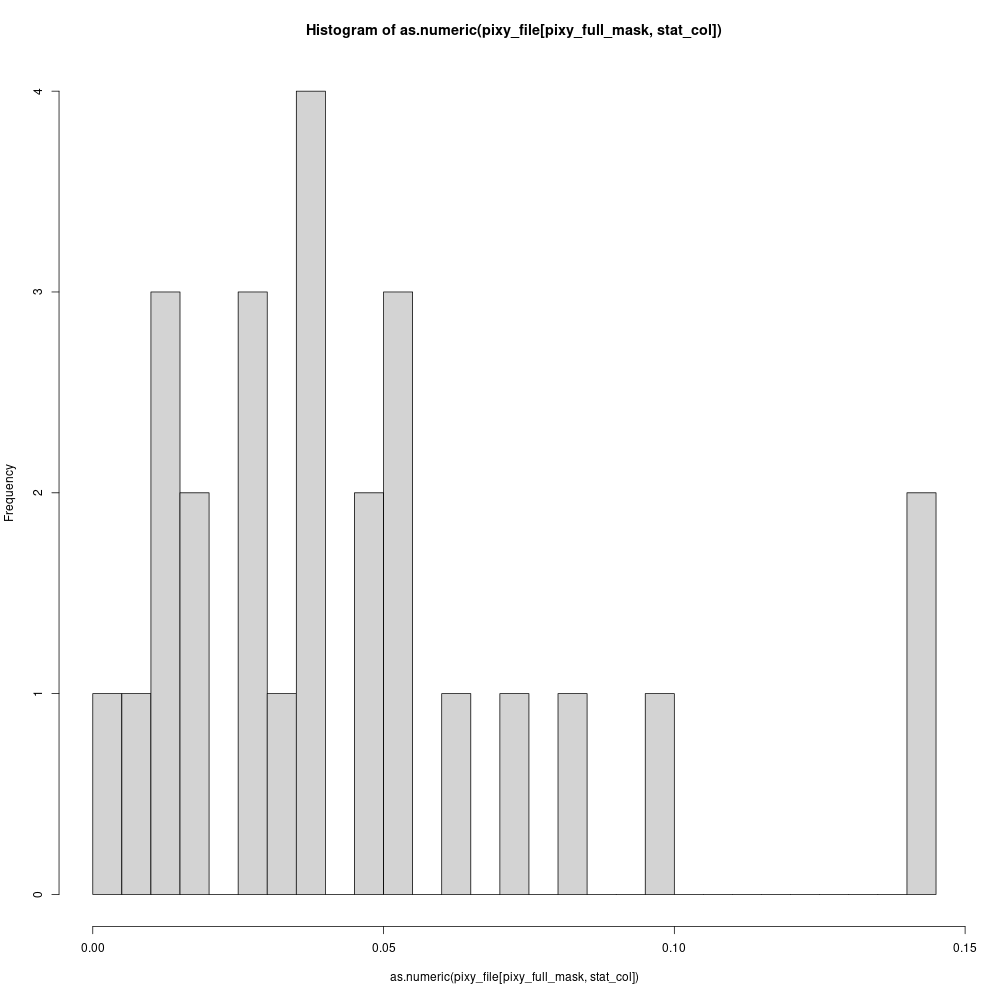 Histogram of as.numeric(pixy_file[pixy_full_mask, stat_col])
4
3
2
1
0
Frequency
0.00 0.05 0.10 0.15
as.numeric(pixy_file[pixy_full_mask, stat_col])